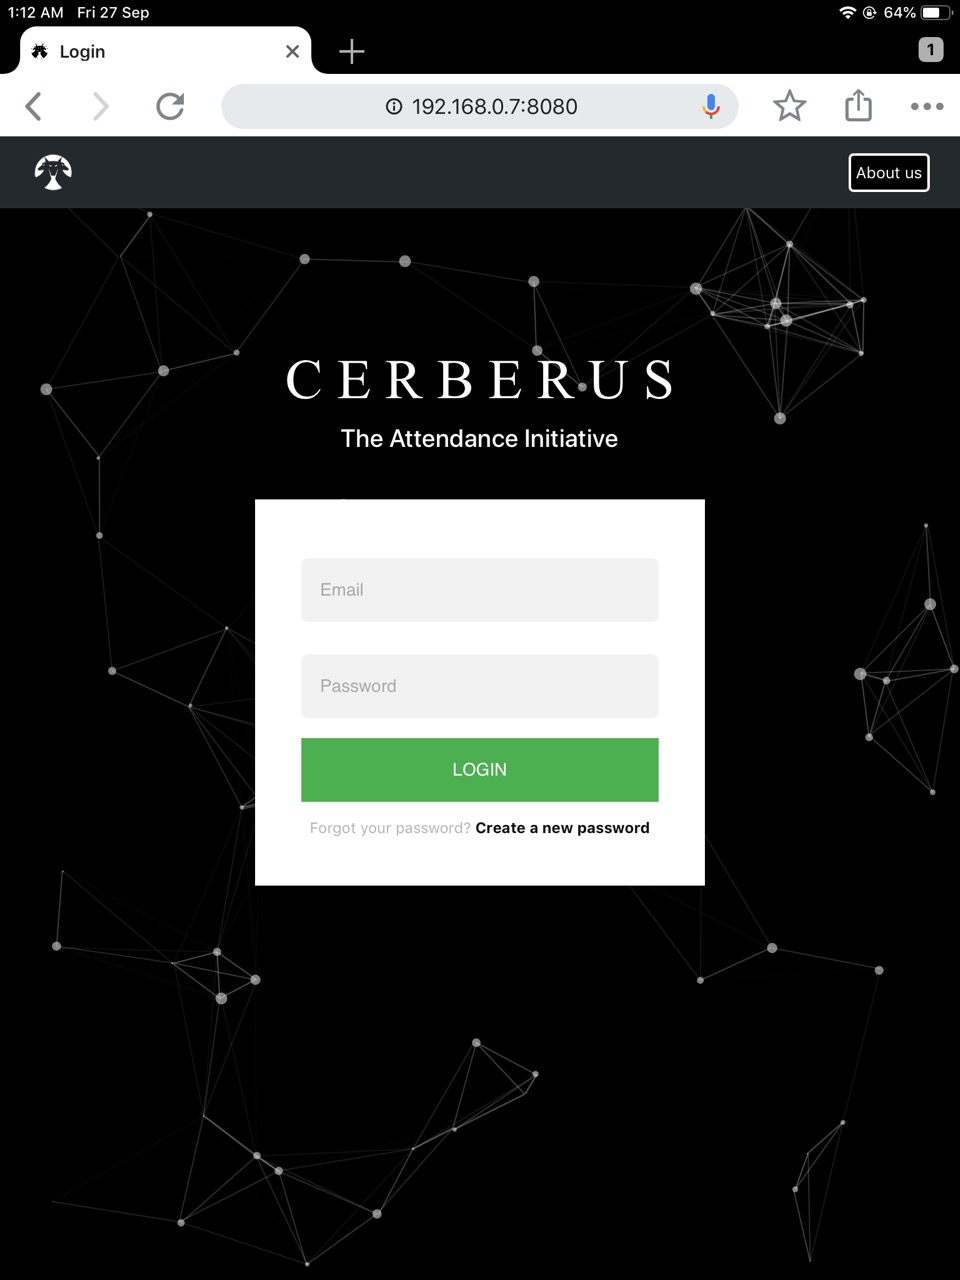 1:12 AM Fri 27 Sep 64%
Login 1
192.168.0.7:8080
About us
CERBERUS
The Attendance Initiative
Email
Password
LOGIN
Forgot your password? Create a new password